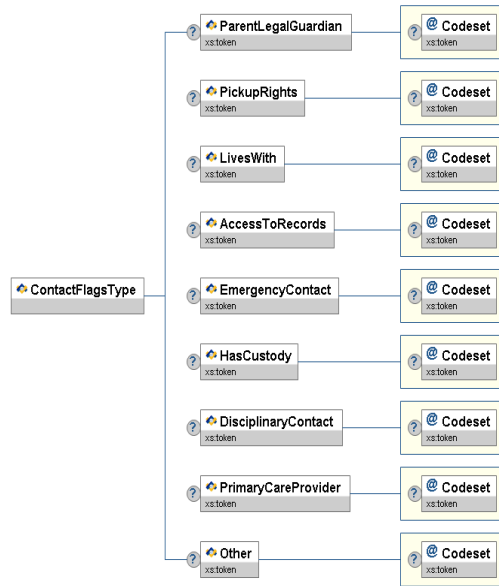 ? ParentLegalGuardian ? @ Codeset
xs:token xs:token
? PickupRights ? @ Codeset
xs:token xs:token
? LivesWith ? @ Codeset
xs:token xs:token
? AccessToRecords ? @ Codeset
xs:token xs:token
ContactFlagsType ? EmergencyContact ? @ Codeset
xs:token xs:token
? HasCustody ? @ Codeset
xs:token xs:token
? DisciplinaryContact ? @ Codeset
xs:token xs:token
? PrimaryCareProvider ? @ Codeset
xs:token xs:token
? Other ? @ Codeset
xs:token xs:token